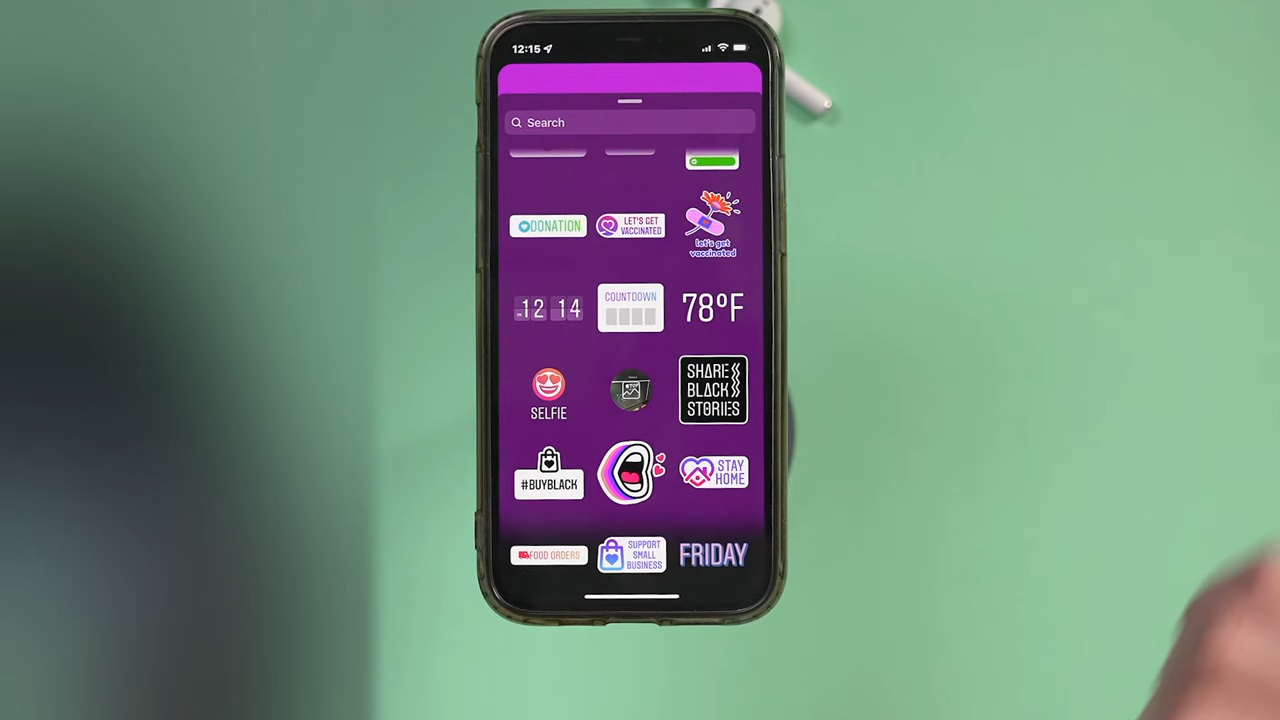 12:15
Search
DONATION
LET'S GET
VACCINATED
let's get
vaccinated
12 14
COUNTDOWN
78°F
SELFIE
SHARE
BLACK
STORIES
#BUYBLACK
STAY
HOME
FOOD ORDERS
SUPPORT
SMALL
BUSINESS
FRIDAY